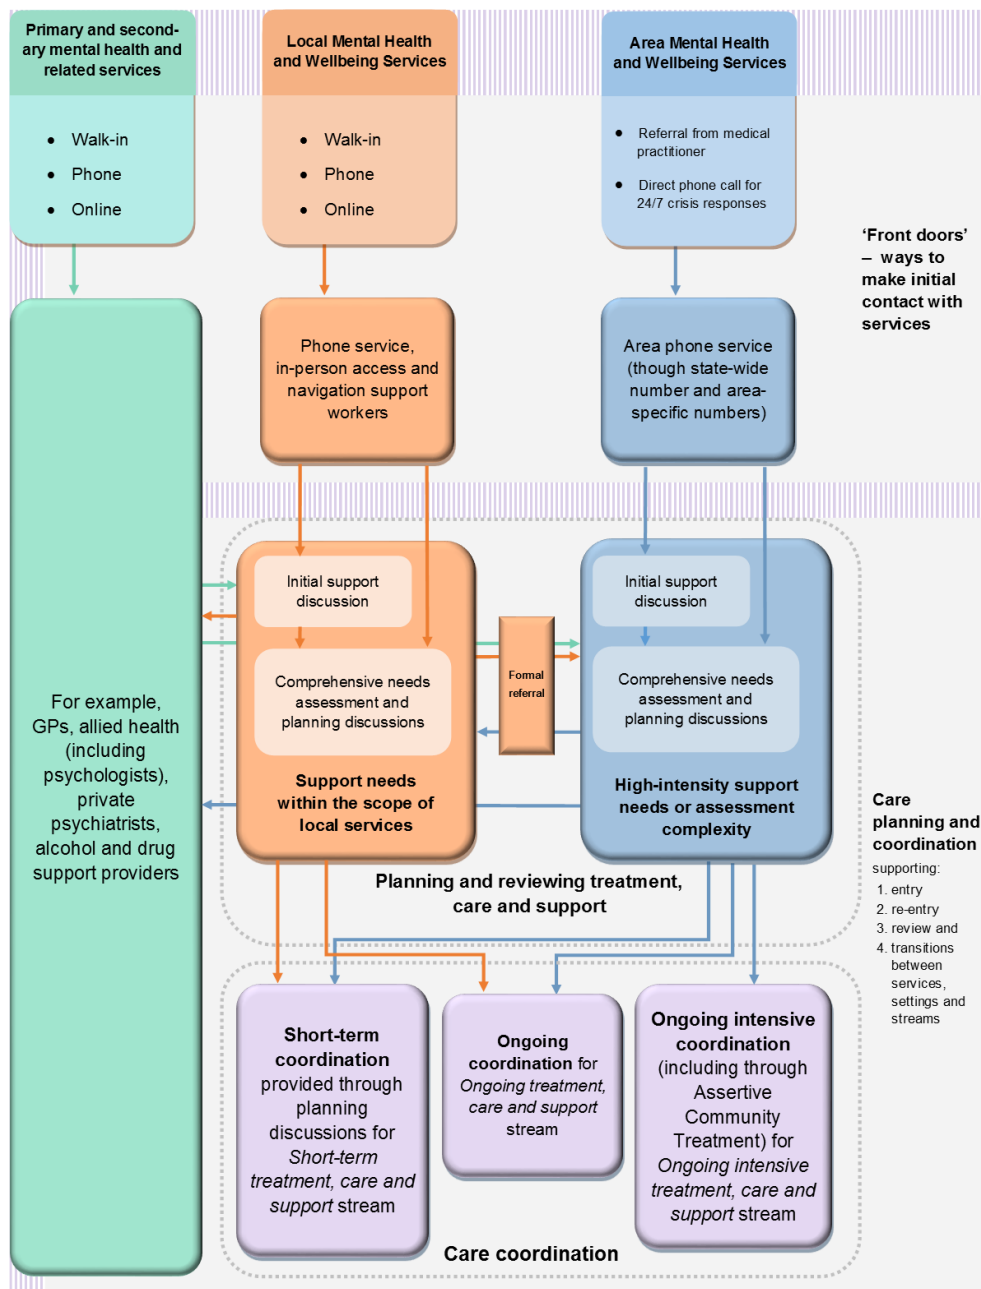 Primary and second-
ary mental health and
related services
Local Mental Health
and Wellbeing Services
Area Mental Health
and Wellbeing Services
• Walk-in
• Phone
• Online
• Walk-in
• Phone
• Online
• Referral from medical
practitioner
• Direct phone call for
24/7 crisis responses
‘Front doors’
– ways to
make initial
contact with
services
Phone service,
in-person access and
navigation support
workers
Area phone service
(though state-wide
number and area-
specific numbers)
For example,
GPs, allied health
(including
psychologists),
private
psychiatrists,
alcohol and drug
support providers
Initial support
discussion
Comprehensive needs
assessment and
planning discussions
Support needs
within the scope of
local services
Formal
referral
Initial support
discussion
Comprehensive needs
assessment and
planning discussions
High-intensity support
needs or assessment
complexity
Planning and reviewing treatment,
care and support
Care
planning and
coordination
supporting:
1. entry
2. re-entry
3. review and
4. transitions
between
services,
settings and
streams
Short-term
coordination
provided through
planning
discussions for
Short-term
treatment, care and
support stream
Ongoing
coordination for
Ongoing treatment,
care and support
stream
Ongoing intensive
coordination
(including through
Assertive
Community
Treatment) for
Ongoing intensive
treatment, care and
support stream
Care coordination